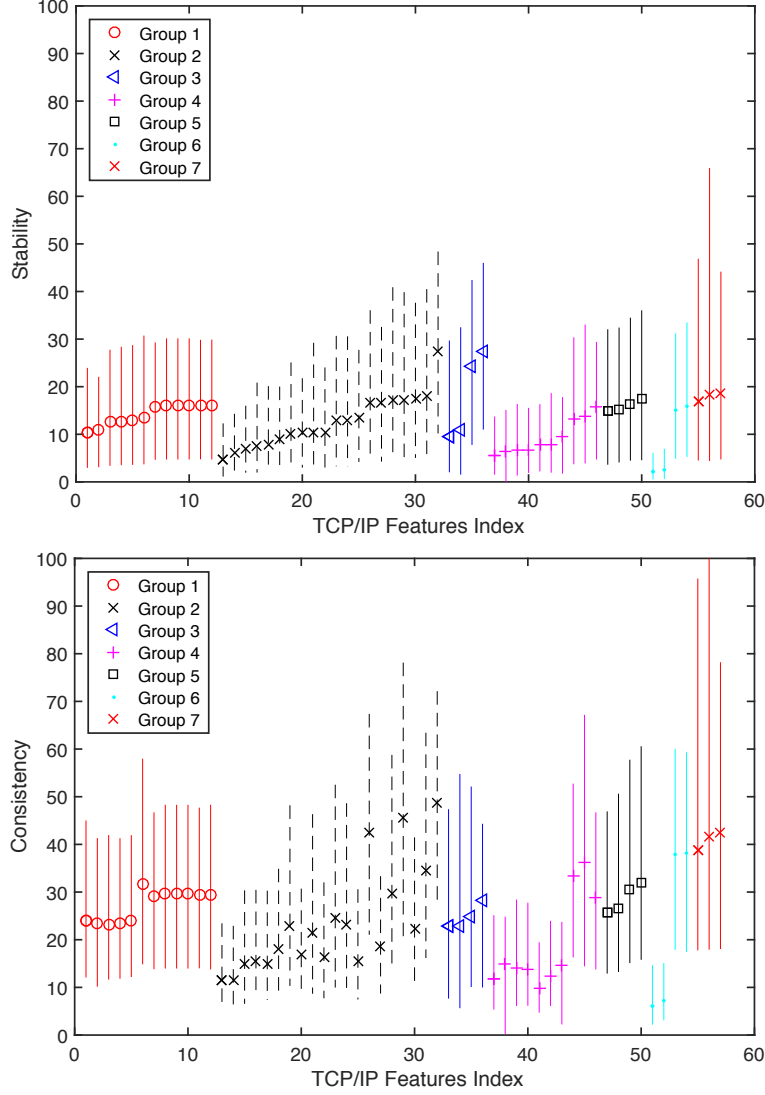 100
90
80
70
60
50
40
30
20
10
0
Stability
Group 1
Group 2
Group 3
Group 4
Group 5
Group 6
Group 7
0 10 20 30 40 50 60
TCP/IP Features Index
100
90
80
70
60
50
40
30
20
10
0
Consistency
Group 1
Group 2
Group 3
Group 4
Group 5
Group 6
Group 7
0 10 20 30 40 50 60
TCP/IP Features Index